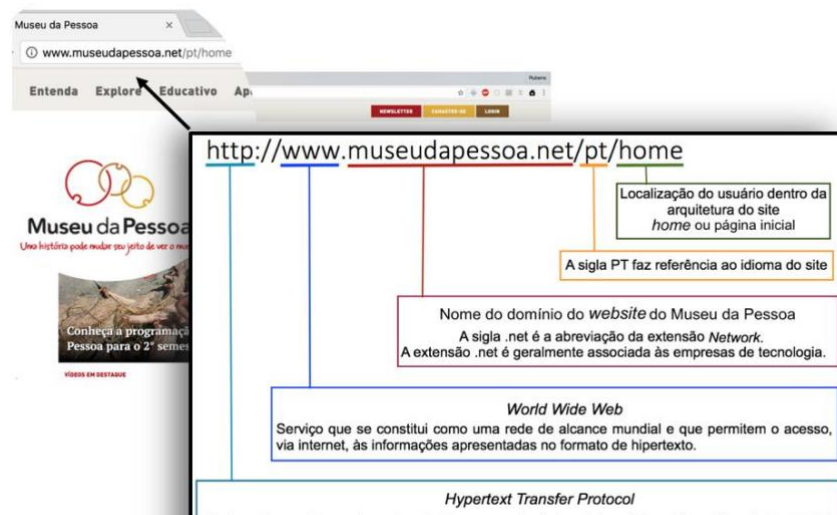 Museu da Pessoa
www.museudapessoa.net/pt/home
Entenda Explore Educativo Ap
NEWSLETTER CADASTRE-SE LOGIN
http://www.museudapessoa.net/pt/home
Localização do usuário dentro da
arquitetura do site
home ou página inicial
A sigla PT faz referência ao idioma do site
Museu da Pessoa
Uma história pode mudar seu jeito de ver o mun
Nome do domínio do website do Museu da Pessoa
A sigla .net é a abreviação da extensão Network.
A extensão .net é geralmente associada às empresas de tecnologia.
Conheça a programaçã
Pessoa para o 2º semes
VÍDEOS EM DESTAQUE
World Wide Web
Serviço que se constitui como uma rede de alcance mundial e que permitem o acesso,
via internet, às informações apresentadas no formato de hipertexto.
Hypertext Transfer Protocol